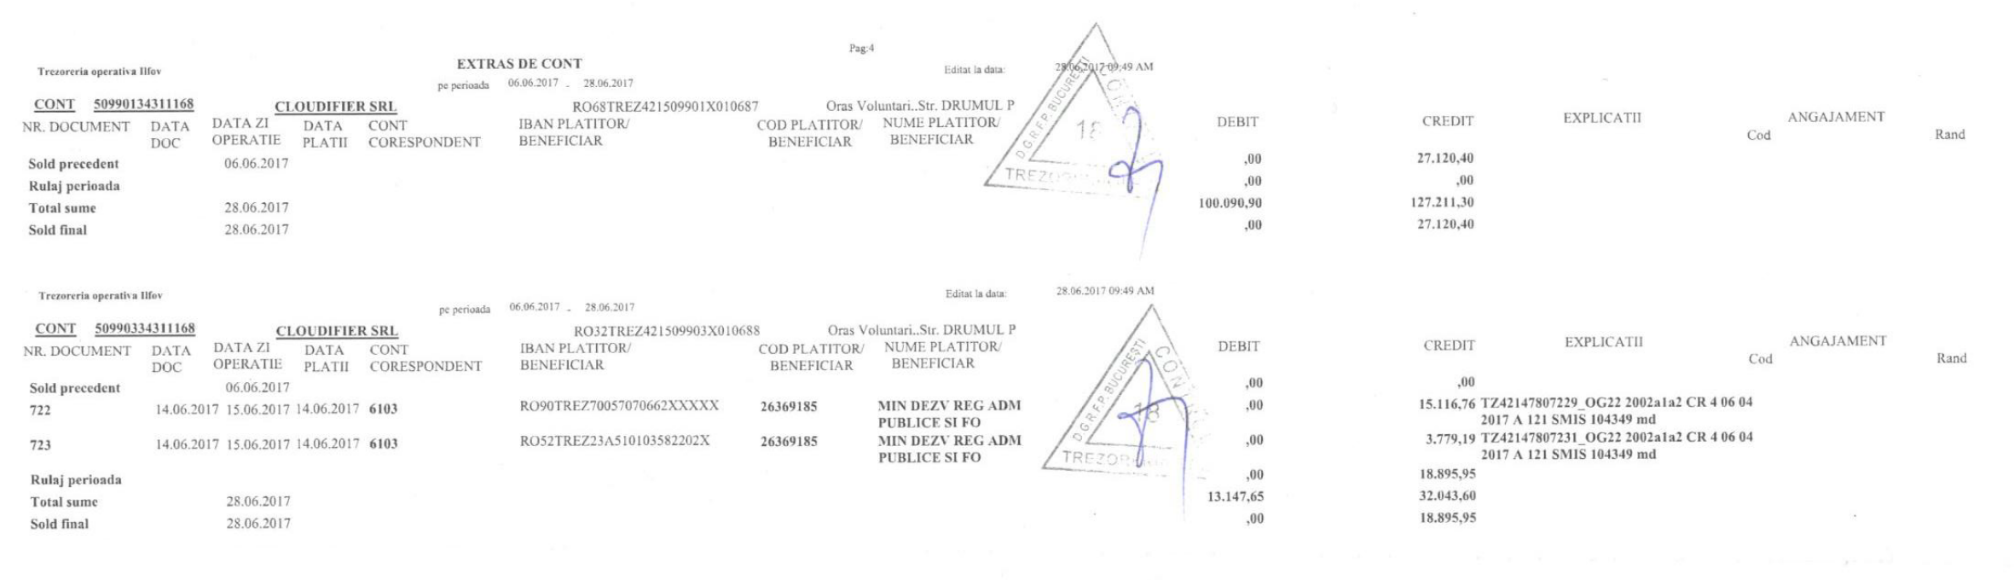 Pag:4
Trezoreria operativa Ilfov EXTRAS DE CONT Editat la data: 28.06.2017 09:49 AM
pe perioada 06.06.2017 - 28.06.2017
CONT 50990134311168 CLOUDIFIER SRL RO68TREZ421509901X010687 Oras Voluntari..Str. DRUMUL P
NR. DOCUMENT DATA DATA ZI DATA CONT IBAN PLATITOR/ COD PLATITOR/ NUME PLATITOR/ DEBIT CREDIT EXPLICATII ANGAJAMENT
DOC OPERATIE PLATII CORESPONDENT BENEFICIAR BENEFICIAR BENEFICIAR Cod Rand
Sold precedent 06.06.2017 ,00 27.120,40
Rulaj perioada ,00 ,00
Total sume 28.06.2017 100.090,90 127.211,30
Sold final 28.06.2017 ,00 27.120,40
D.G.R.F.P. BUCUREŞTI
18
Trezoreria operativa Ilfov Editat la data: 28.06.2017 09:49 AM
pe perioada 06.06.2017 - 28.06.2017
CONT 50990334311168 CLOUDIFIER SRL RO32TREZ421509903X010688 Oras Voluntari..Str. DRUMUL P
NR. DOCUMENT DATA DATA ZI DATA CONT IBAN PLATITOR/ COD PLATITOR/ NUME PLATITOR/ DEBIT CREDIT EXPLICATII ANGAJAMENT
DOC OPERATIE PLATII CORESPONDENT BENEFICIAR BENEFICIAR BENEFICIAR Cod Rand
Sold precedent 06.06.2017 ,00 ,00
722 14.06.2017 15.06.2017 14.06.2017 6103 RO90TREZ70057070662XXXXX 26369185 MIN DEZV REG ADM ,00 15.116,76 TZ42147807229_OG22 2002a1a2 CR 4 06 04
PUBLICE SI FO 2017 A 121 SMIS 104349 md
723 14.06.2017 15.06.2017 14.06.2017 6103 RO52TREZ23A510103582202X 26369185 MIN DEZV REG ADM ,00 3.779,19 TZ42147807231_OG22 2002a1a2 CR 4 06 04
PUBLICE SI FO 2017 A 121 SMIS 104349 md
Rulaj perioada ,00 18.895,95
Total sume 28.06.2017 13.147,65 32.043,60
Sold final 28.06.2017 ,00 18.895,95
D.G.R.F.P. BUCUREŞTI
18